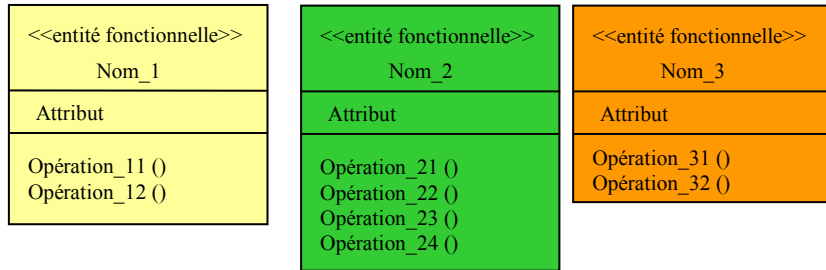 <<entité fonctionnelle>>
Nom_1
Attribut
Opération_11 ()
Opération_12 ()
<<entité fonctionnelle>>
Nom_2
Attribut
Opération_21 ()
Opération_22 ()
Opération_23 ()
Opération_24 ()
<<entité fonctionnelle>>
Nom_3
Attribut
Opération_31 ()
Opération_32 ()